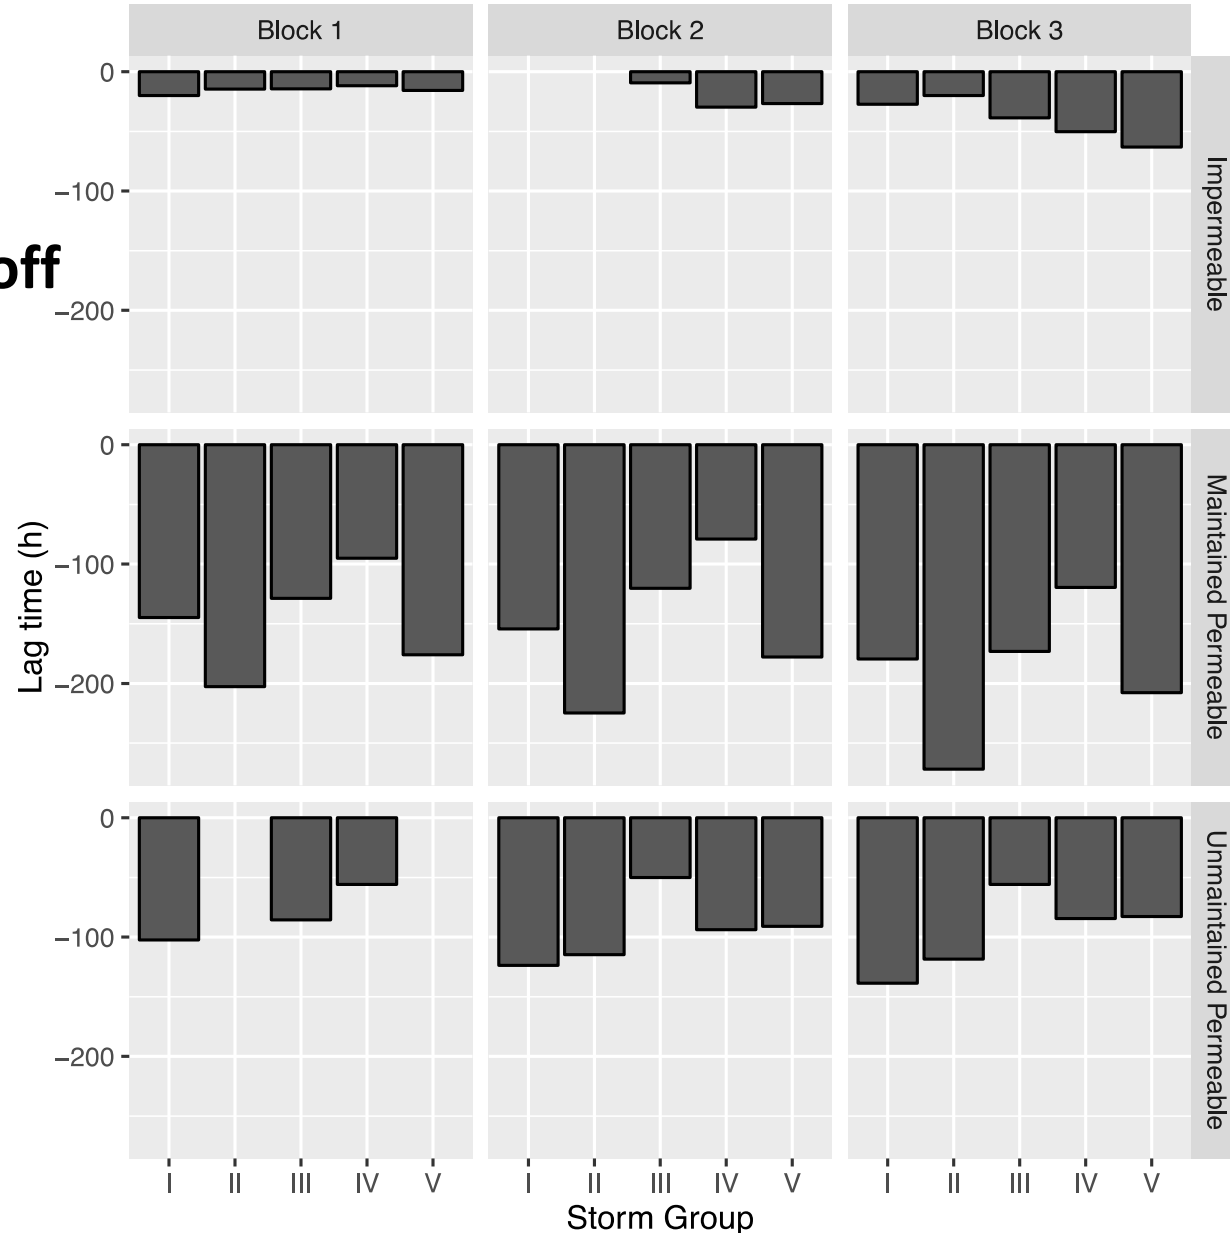 Block 1 Block 2 Block 3
0
−100
−200
Impermeable
off
0
−100
−200
Maintained Permeable
Lag time (h)
0
−100
−200
Unmaintained Permeable
I II III IV V I II III IV V I II III IV V
Storm Group